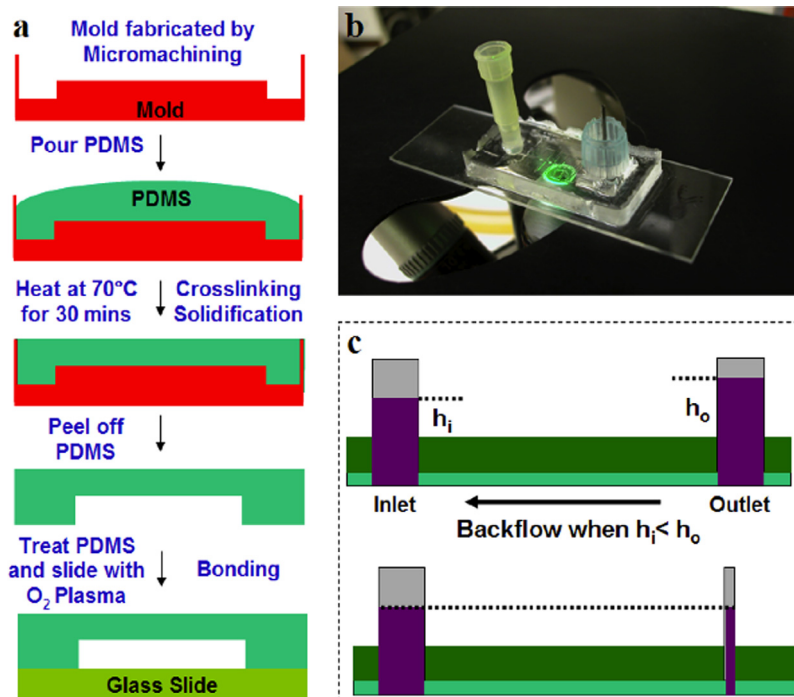 a
Mold fabricated by
Micromachining
Mold
Pour PDMS
PDMS
Heat at 70°C
for 30 mins
Crosslinking
Solidification
Peel off
PDMS
Treat PDMS
and slide with
O₂ Plasma
Bonding
Glass Slide
b
c
hᵢ
hₒ
Inlet
Outlet
Backflow when hᵢ< hₒ